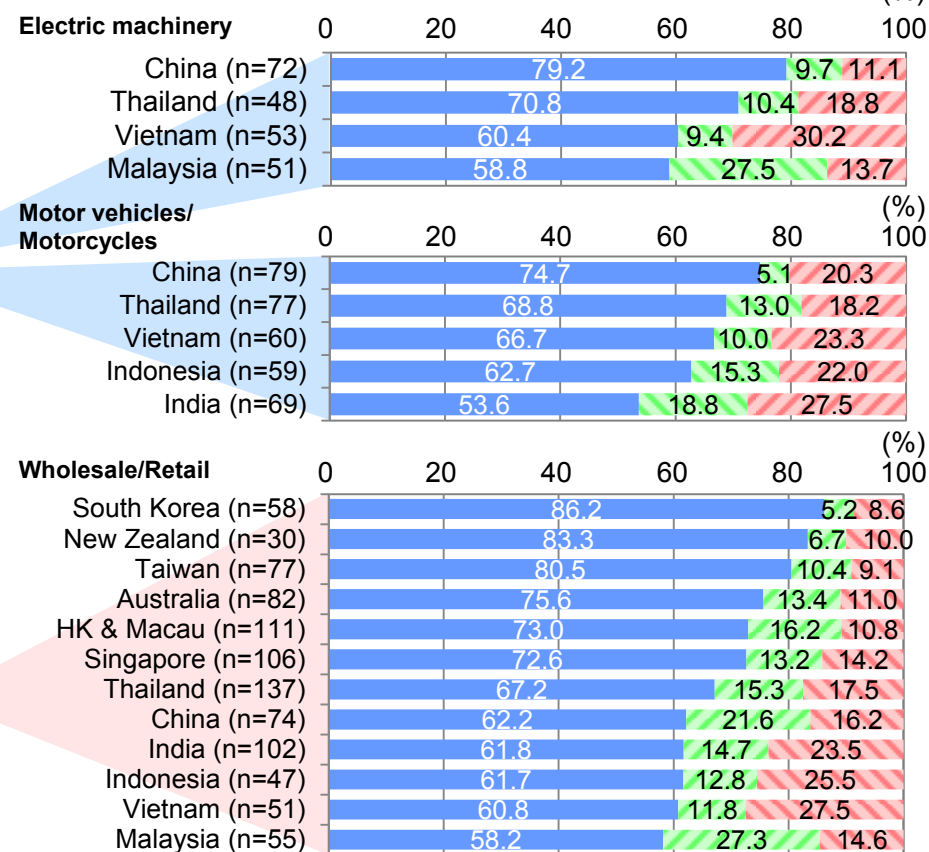 (%)
Electric machinery 0 20 40 60 80 100
China (n=72) 79.2 9.7 11.1
Thailand (n=48) 70.8 10.4 18.8
Vietnam (n=53) 60.4 9.4 30.2
Malaysia (n=51) 58.8 27.5 13.7
Motor vehicles/ (%)
Motorcycles 0 20 40 60 80 100
China (n=79) 74.7 5.1 20.3
Thailand (n=77) 68.8 13.0 18.2
Vietnam (n=60) 66.7 10.0 23.3
Indonesia (n=59) 62.7 15.3 22.0
India (n=69) 53.6 18.8 27.5
(%)
Wholesale/Retail 0 20 40 60 80 100
South Korea (n=58) 86.2 5.2 8.6
New Zealand (n=30) 83.3 6.7 10.0
Taiwan (n=77) 80.5 10.4 9.1
Australia (n=82) 75.6 13.4 11.0
HK & Macau (n=111) 73.0 16.2 10.8
Singapore (n=106) 72.6 13.2 14.2
Thailand (n=137) 67.2 15.3 17.5
China (n=74) 62.2 21.6 16.2
India (n=102) 61.8 14.7 23.5
Indonesia (n=47) 61.7 12.8 25.5
Vietnam (n=51) 60.8 11.8 27.5
Malaysia (n=55) 58.2 27.3 14.6